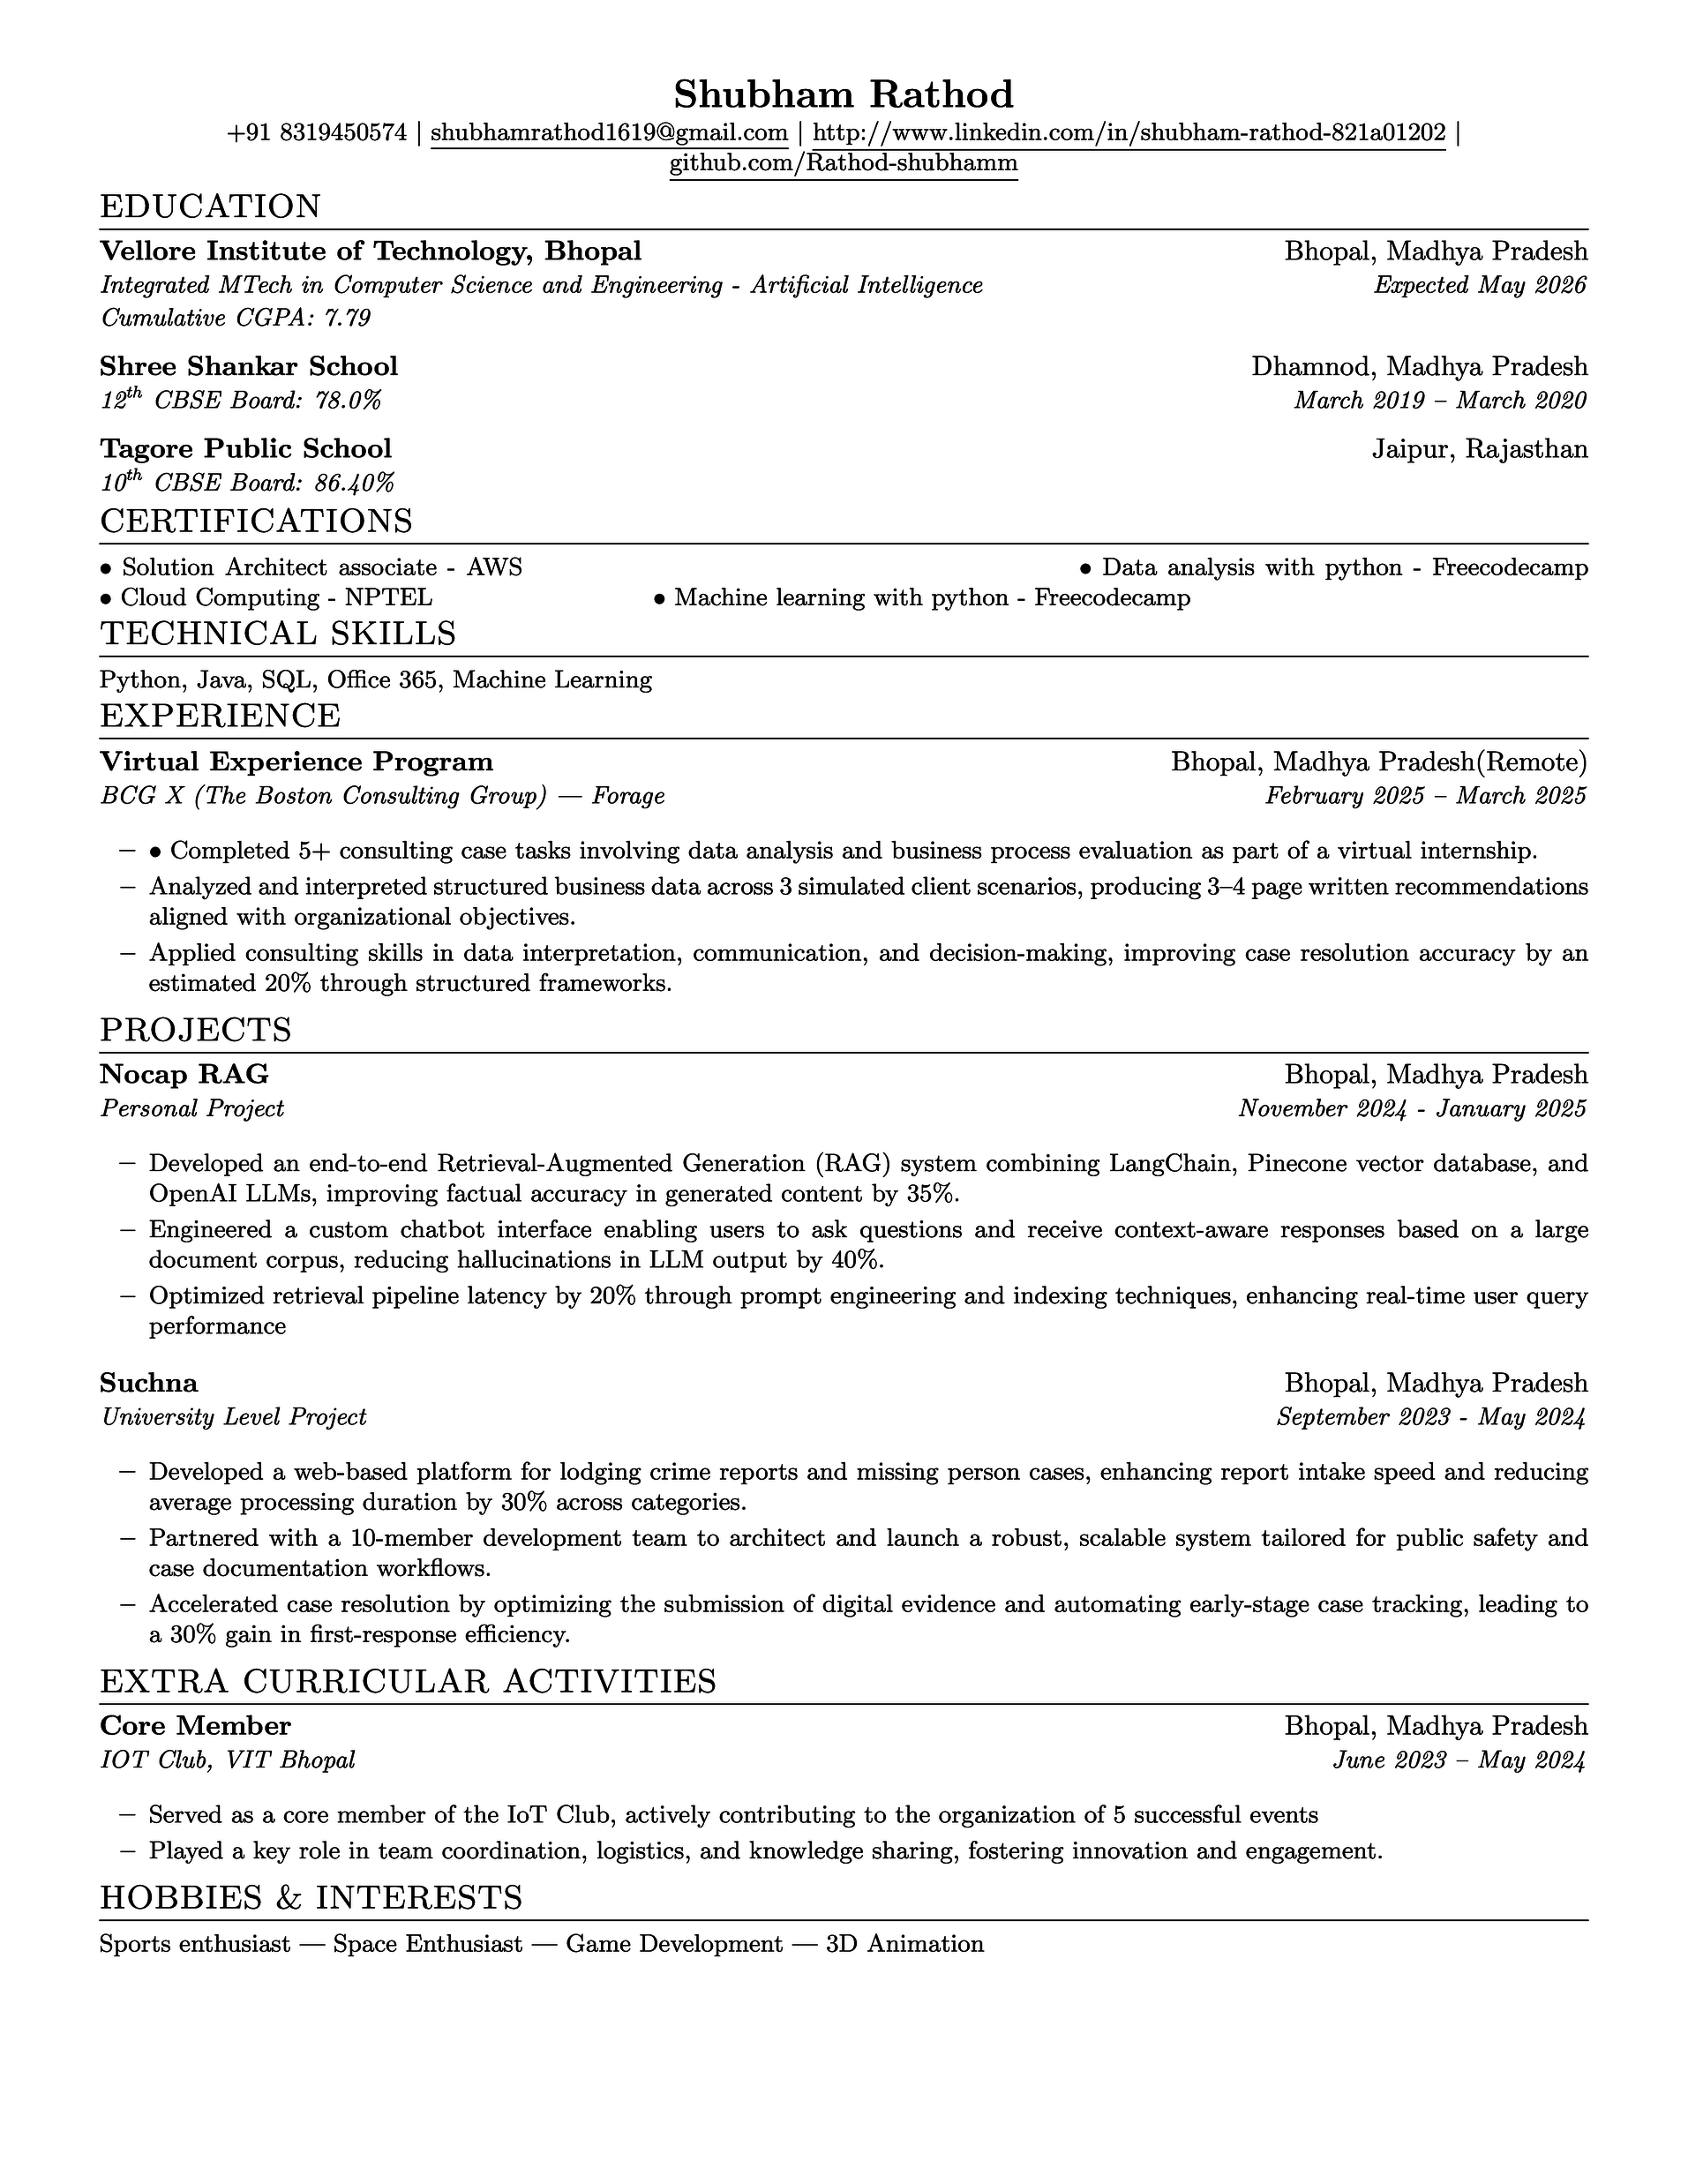 Shubham Rathod
+91 8319450574 | shubhamrathod1619@gmail.com | http://www.linkedin.com/in/shubham-rathod-821a01202 |
github.com/Rathod-shubhamm
EDUCATION
Vellore Institute of Technology, Bhopal Bhopal, Madhya Pradesh
Integrated MTech in Computer Science and Engineering - Artificial Intelligence Expected May 2026
Cumulative CGPA: 7.79
Shree Shankar School Dhamnod, Madhya Pradesh
12th CBSE Board: 78.0% March 2019 – March 2020
Tagore Public School Jaipur, Rajasthan
10th CBSE Board: 86.40%
CERTIFICATIONS
• Solution Architect associate - AWS • Data analysis with python - Freecodecamp
• Cloud Computing - NPTEL • Machine learning with python - Freecodecamp
TECHNICAL SKILLS
Python, Java, SQL, Office 365, Machine Learning
EXPERIENCE
Virtual Experience Program Bhopal, Madhya Pradesh(Remote)
BCG X (The Boston Consulting Group) — Forage February 2025 – March 2025
– • Completed 5+ consulting case tasks involving data analysis and business process evaluation as part of a virtual internship.
– Analyzed and interpreted structured business data across 3 simulated client scenarios, producing 3–4 page written recommendations
aligned with organizational objectives.
– Applied consulting skills in data interpretation, communication, and decision-making, improving case resolution accuracy by an
estimated 20% through structured frameworks.
PROJECTS
Nocap RAG Bhopal, Madhya Pradesh
Personal Project November 2024 - January 2025
– Developed an end-to-end Retrieval-Augmented Generation (RAG) system combining LangChain, Pinecone vector database, and
OpenAI LLMs, improving factual accuracy in generated content by 35%.
– Engineered a custom chatbot interface enabling users to ask questions and receive context-aware responses based on a large
document corpus, reducing hallucinations in LLM output by 40%.
– Optimized retrieval pipeline latency by 20% through prompt engineering and indexing techniques, enhancing real-time user query
performance
Suchna Bhopal, Madhya Pradesh
University Level Project September 2023 - May 2024
– Developed a web-based platform for lodging crime reports and missing person cases, enhancing report intake speed and reducing
average processing duration by 30% across categories.
– Partnered with a 10-member development team to architect and launch a robust, scalable system tailored for public safety and
case documentation workflows.
– Accelerated case resolution by optimizing the submission of digital evidence and automating early-stage case tracking, leading to
a 30% gain in first-response efficiency.
EXTRA CURRICULAR ACTIVITIES
Core Member Bhopal, Madhya Pradesh
IOT Club, VIT Bhopal June 2023 – May 2024
– Served as a core member of the IoT Club, actively contributing to the organization of 5 successful events
– Played a key role in team coordination, logistics, and knowledge sharing, fostering innovation and engagement.
HOBBIES & INTERESTS
Sports enthusiast — Space Enthusiast — Game Development — 3D Animation